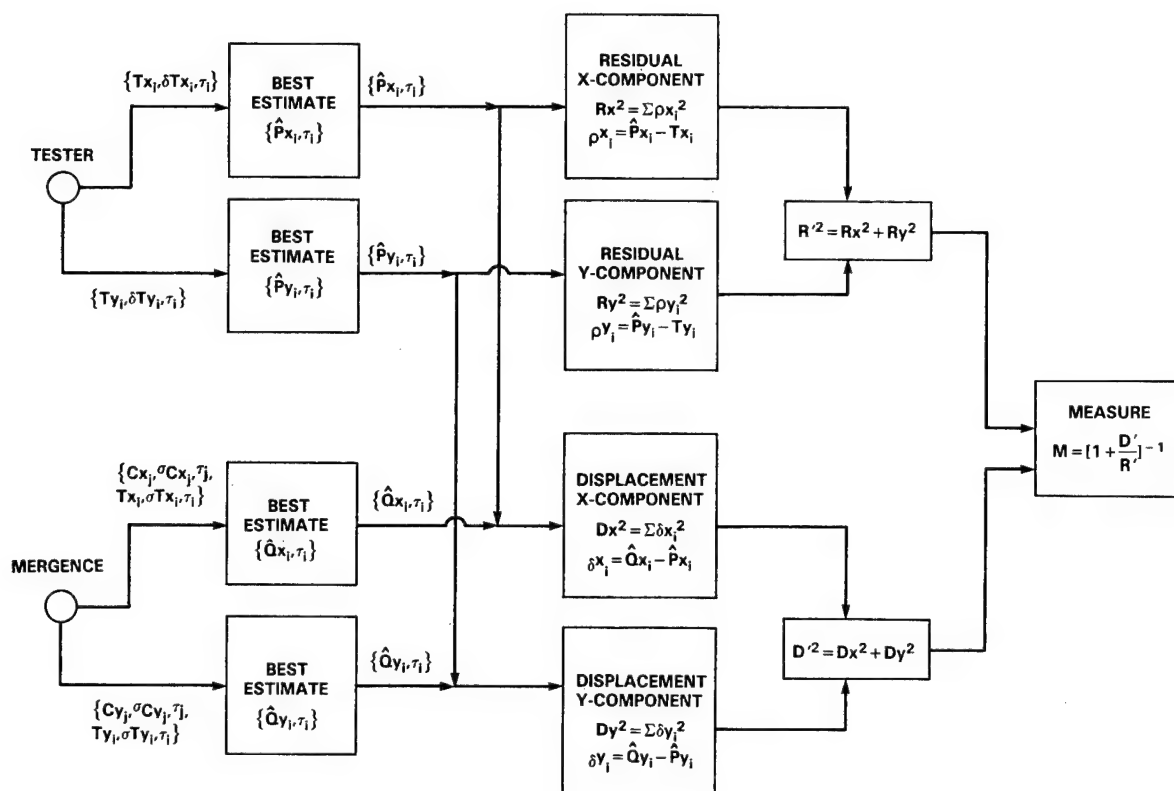 TESTER
{Txᵢ,δTxᵢ,τᵢ}
BEST
ESTIMATE
{P̂xᵢ,τᵢ}
{P̂xᵢ,τᵢ}
RESIDUAL
X-COMPONENT
Rx² = Σρxᵢ²
ρxᵢ = P̂xᵢ − Txᵢ
{Tyᵢ,δTyᵢ,τᵢ}
BEST
ESTIMATE
{P̂yᵢ,τᵢ}
{P̂yᵢ,τᵢ}
RESIDUAL
Y-COMPONENT
Ry² = Σρyᵢ²
ρyᵢ = P̂yᵢ − Tyᵢ
R′² = Rx² + Ry²
MERGENCE
{Cxⱼ,σCxⱼ,τⱼ,
Txᵢ,σTxᵢ,τᵢ}
BEST
ESTIMATE
{Q̂xᵢ,τᵢ}
{Q̂xᵢ,τᵢ}
DISPLACEMENT
X-COMPONENT
Dx² = Σδxᵢ²
δxᵢ = Q̂xᵢ − P̂xᵢ
{Cyⱼ,σCyⱼ,τⱼ,
Tyᵢ,σTyᵢ,τᵢ}
BEST
ESTIMATE
{Q̂yᵢ,τᵢ}
{Q̂yᵢ,τᵢ}
DISPLACEMENT
Y-COMPONENT
Dy² = Σδyᵢ²
δyᵢ = Q̂yᵢ − P̂yᵢ
D′² = Dx² + Dy²
MEASURE
M = [1 + D′/R′]⁻¹